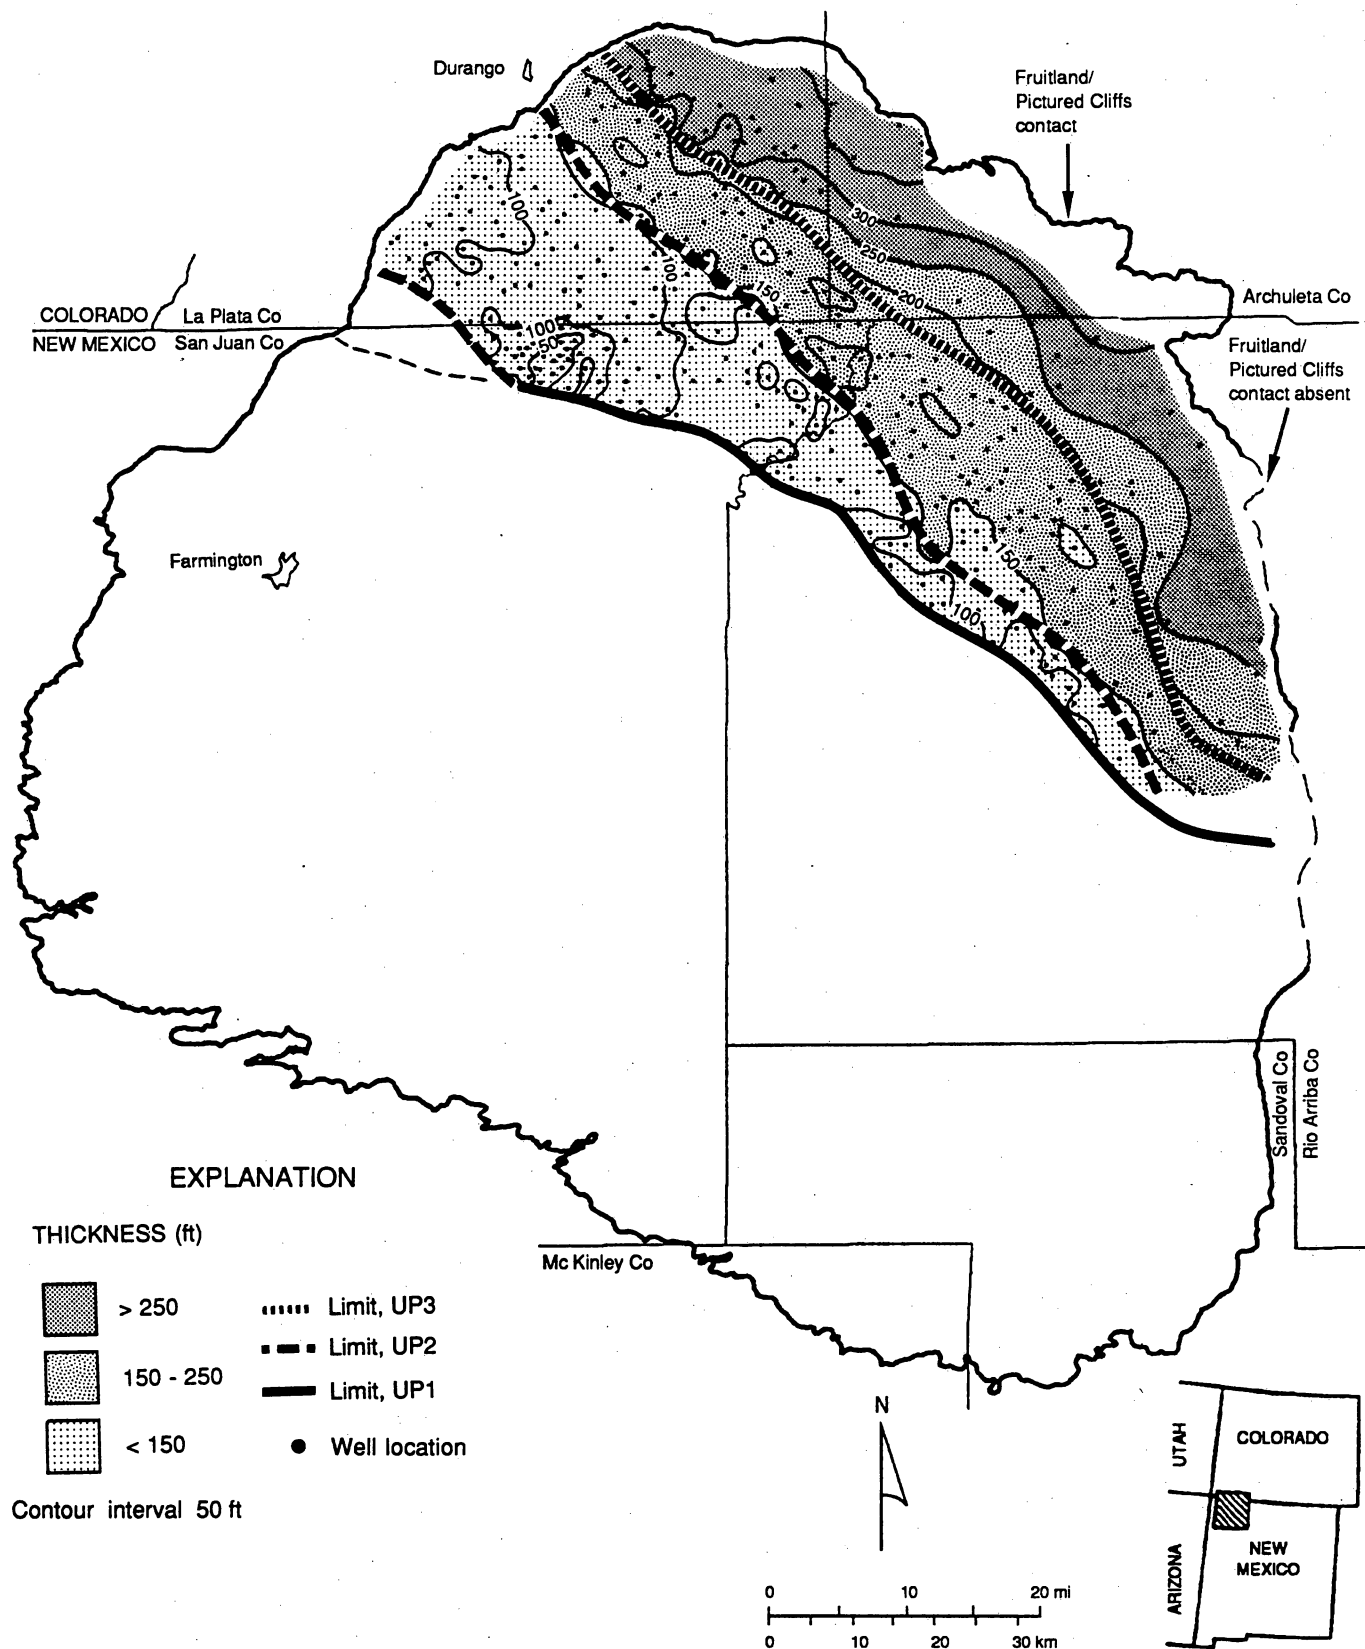 Durango
Fruitland/
Pictured Cliffs
contact
100
300
250
200
100
150
COLORADO
La Plata Co
Archuleta Co
NEW MEXICO
San Juan Co
100
50
Fruitland/
Pictured Cliffs
contact absent
150
Farmington
100
Sandoval Co
Rio Arriba Co
Mc Kinley Co
EXPLANATION
THICKNESS (ft)
> 250
150 - 250
< 150
Limit, UP3
Limit, UP2
Limit, UP1
Well location
Contour interval 50 ft
N
0 10 20 mi
0 10 20 30 km
UTAH
COLORADO
ARIZONA
NEW
MEXICO